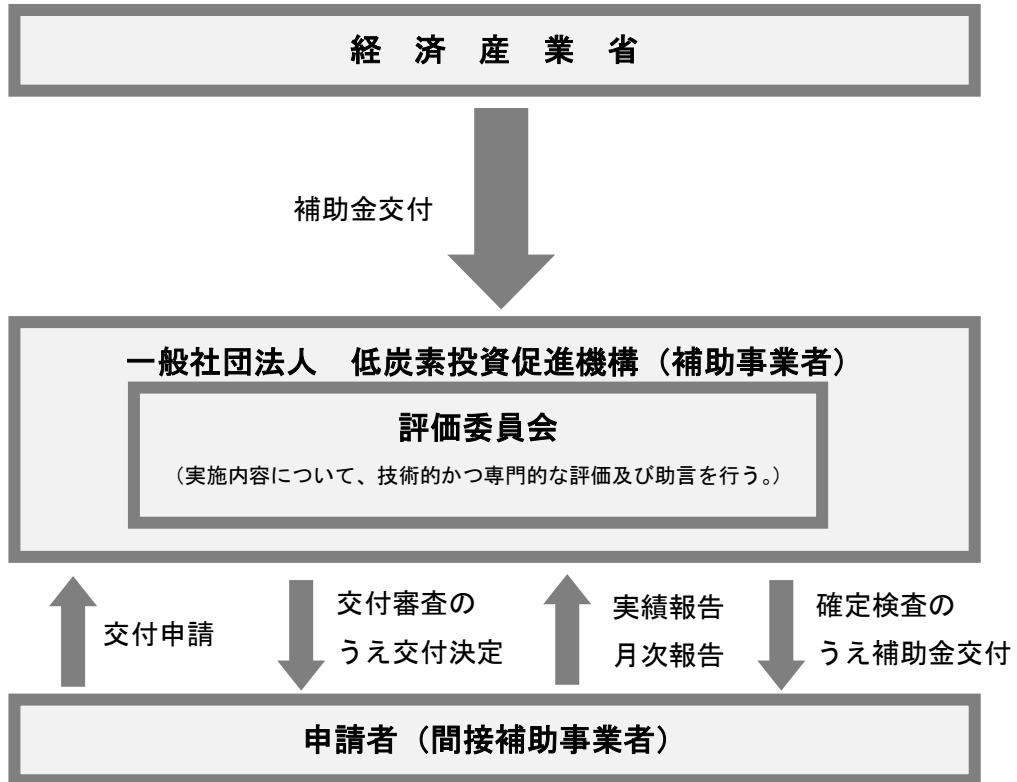 経 済 産 業 省
補助金交付
一般社団法人 低炭素投資促進機構（補助事業者）
評価委員会
（実施内容について、技術的かつ専門的な評価及び助言を行う。）
交付申請
交付審査の
うえ交付決定
実績報告
月次報告
確定検査の
うえ補助金交付
申請者（間接補助事業者）